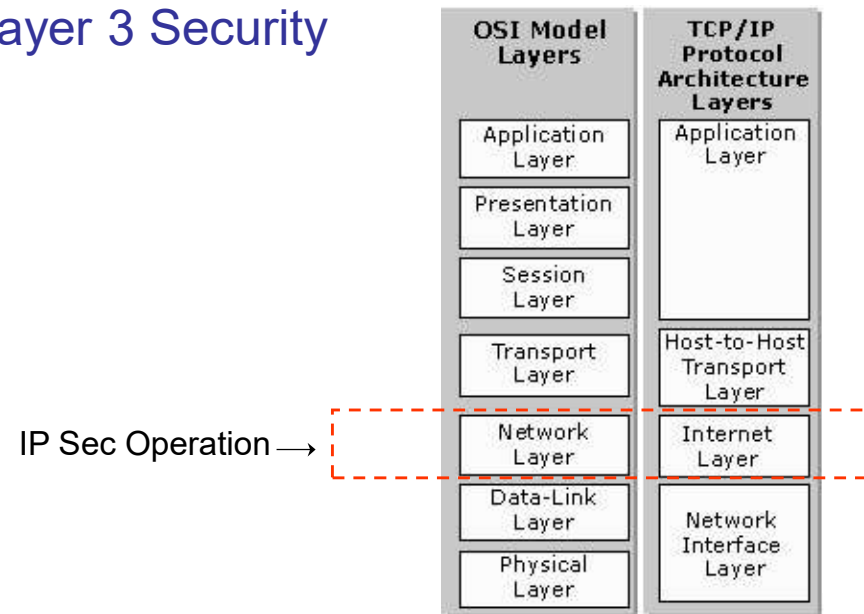 ayer 3 Security
OSI Model
Layers
Application
Layer
Presentation
Layer
Session
Layer
Transport
Layer
Network
Layer
Data-Link
Layer
Physical
Layer
TCP/IP
Protocol
Architecture
Layers
Application
Layer
Host-to-Host
Transport
Layer
Internet
Layer
Network
Interface
Layer
IP Sec Operation →